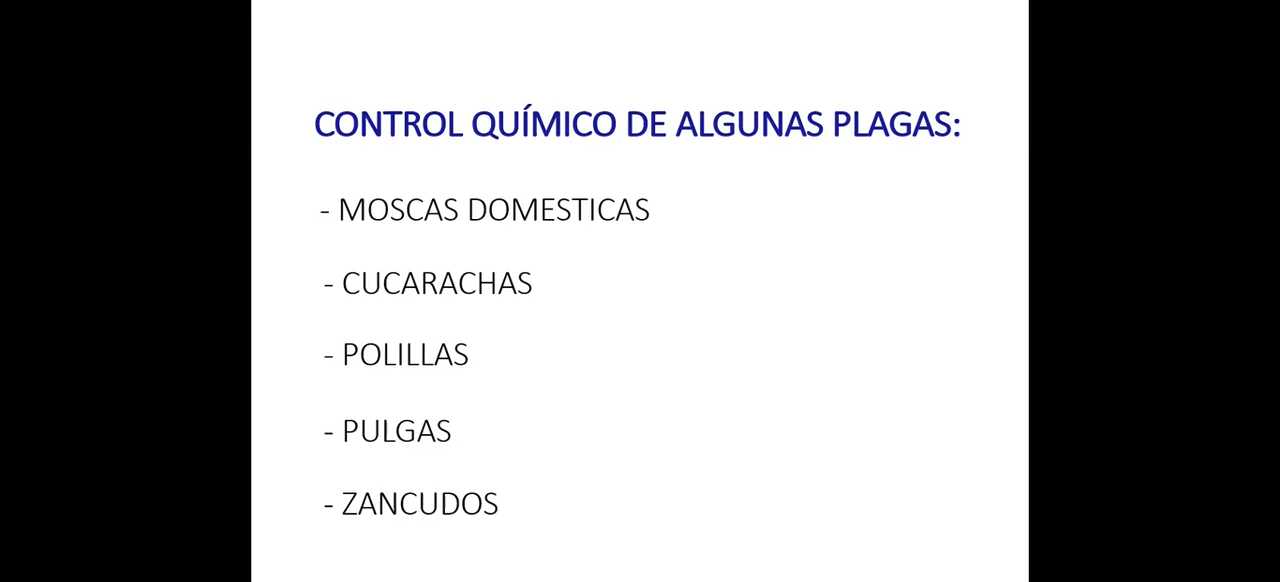 CONTROL QUÍMICO DE ALGUNAS PLAGAS:
- MOSCAS DOMESTICAS
- CUCARACHAS
- POLILLAS
- PULGAS
- ZANCUDOS